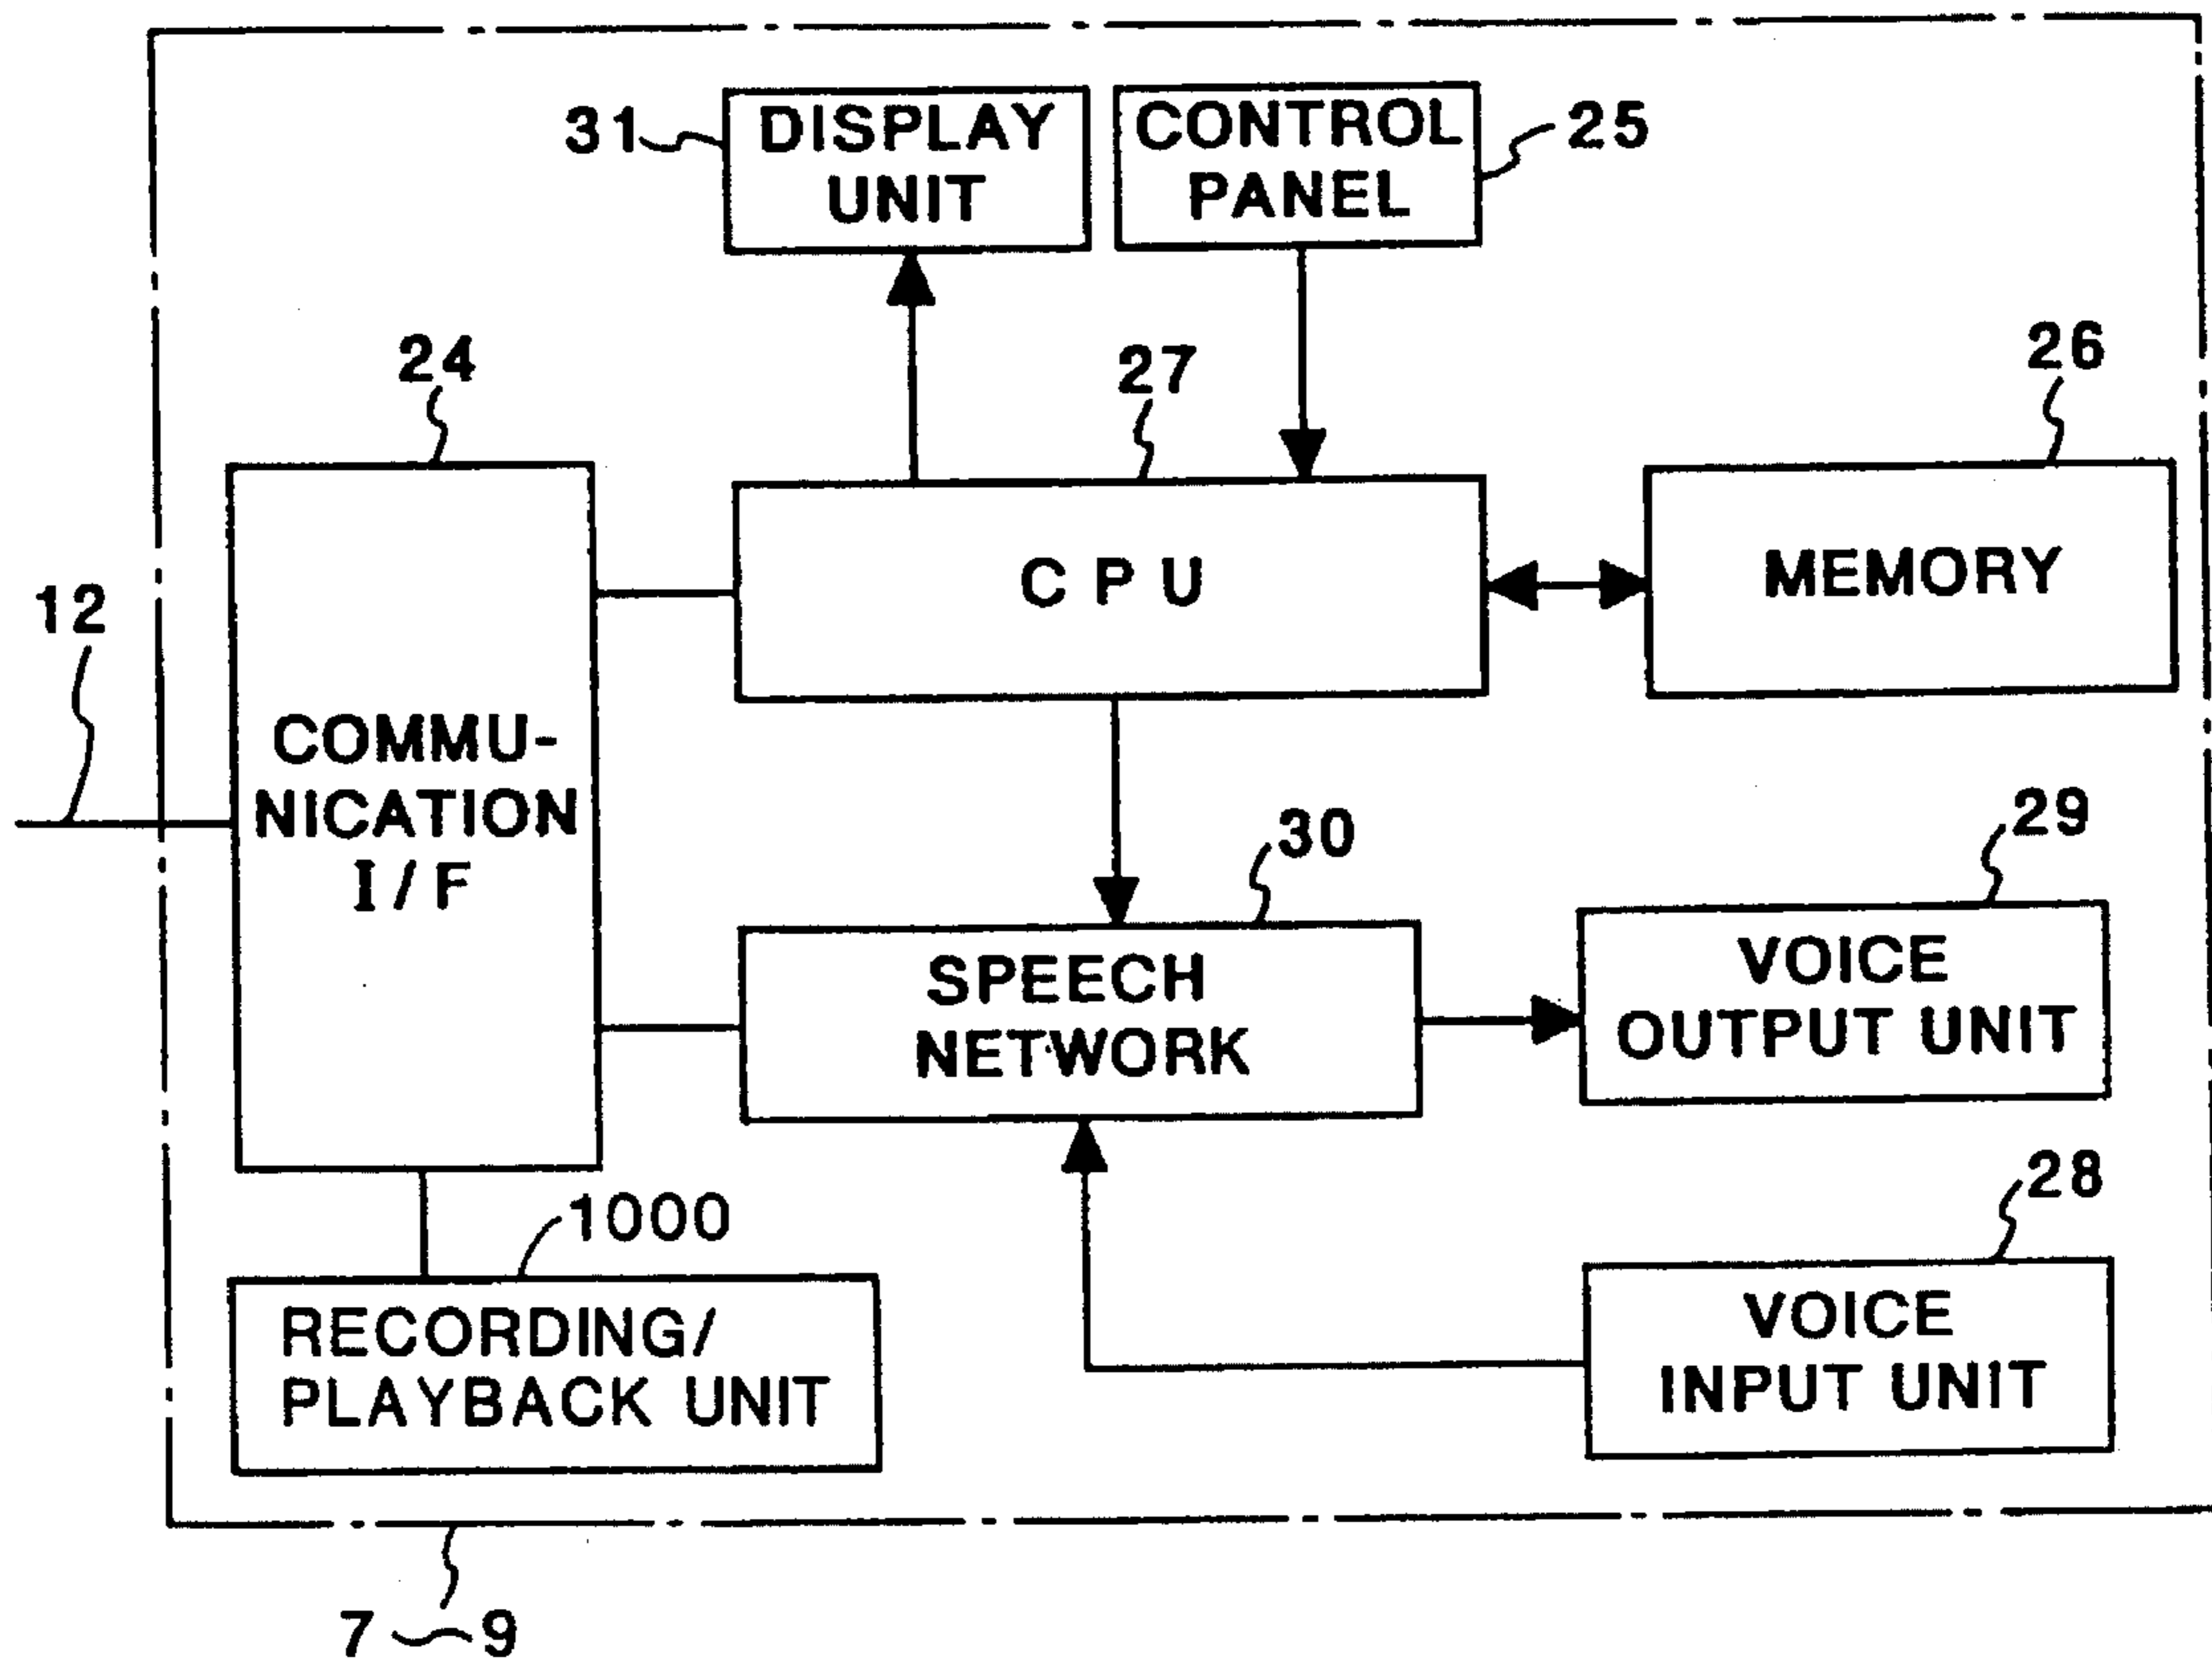 31
DISPLAY
UNIT
CONTROL
PANEL
25
24
27
26
12
COMMU-
NICATION
I/F
C P U
MEMORY
30
29
SPEECH
NETWORK
VOICE
OUTPUT UNIT
1000
28
RECORDING/
PLAYBACK UNIT
VOICE
INPUT UNIT
7~9